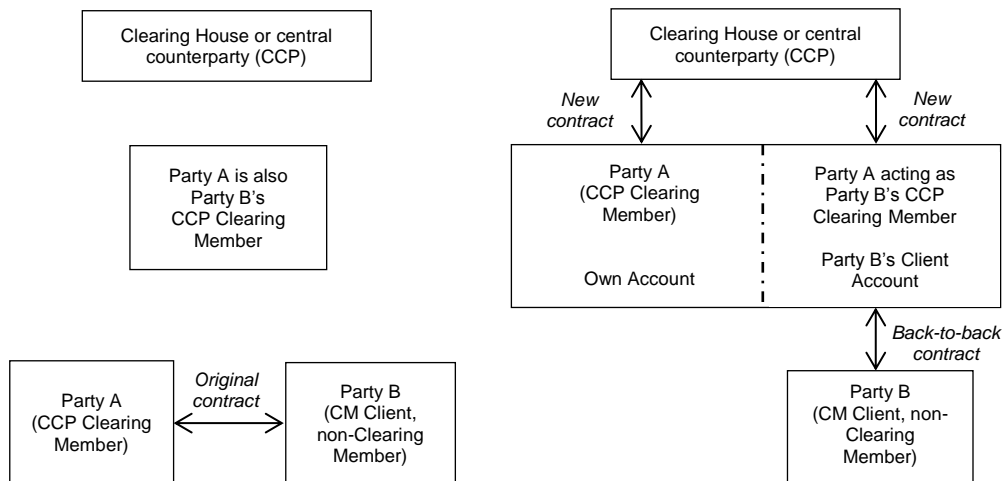 Clearing House or central
counterparty (CCP)
Party A is also
Party B's
CCP Clearing
Member
Party A
(CCP Clearing
Member)
Original
contract
Party B
(CM Client,
non-Clearing
Member)
Clearing House or central
counterparty (CCP)
New
contract
New
contract
Party A
(CCP Clearing
Member)
Own Account
Party A acting as
Party B's CCP
Clearing Member
Party B's Client
Account
Back-to-back
contract
Party B
(CM Client, non-
Clearing
Member)